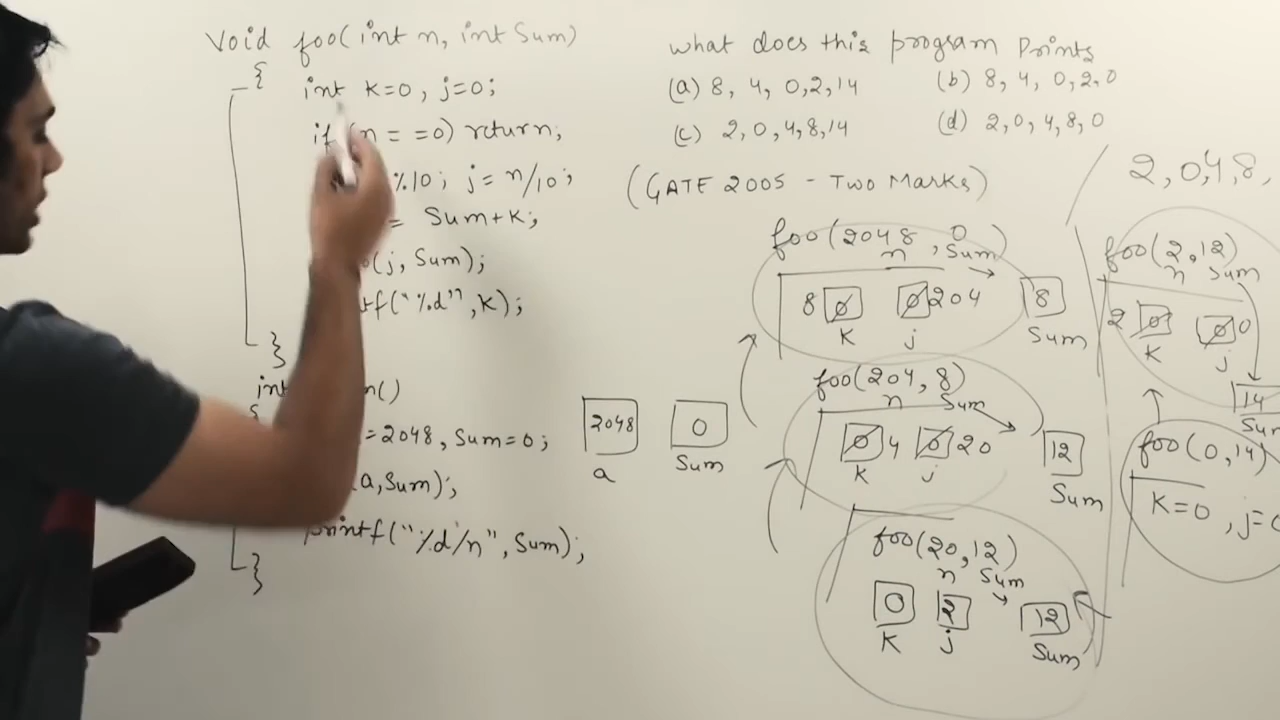 Void foo(int n, int Sum)
{
int K=0, j=0;
if (n = =0) return;
%10; j= n/10;
= Sum+K;
(j, Sum);
tf("%d", K);
}
int n()
{
=2048, Sum=0;
a,Sum);
printf("%d/n", Sum);
}
what does this program Prints
(a) 8, 4, 0,2,14
(b) 8, 4, 0,2,0
(c) 2,0,4,8,14
(d) 2,0,4,8,0
(GATE 2005 - Two Marks)
2,0,4,8,
foo(2048, 0)
n Sum
8 0 0 204
K j
8
Sum
foo(204, 8)
n Sum
0 4 0 20
K j
12
Sum
2048
a
0
Sum
foo(20,12)
n Sum
0 2
K j
12
Sum
foo(2,12)
n Sum
2 0 0 0
K j
14
Sum
foo(0,14)
K=0, j=0